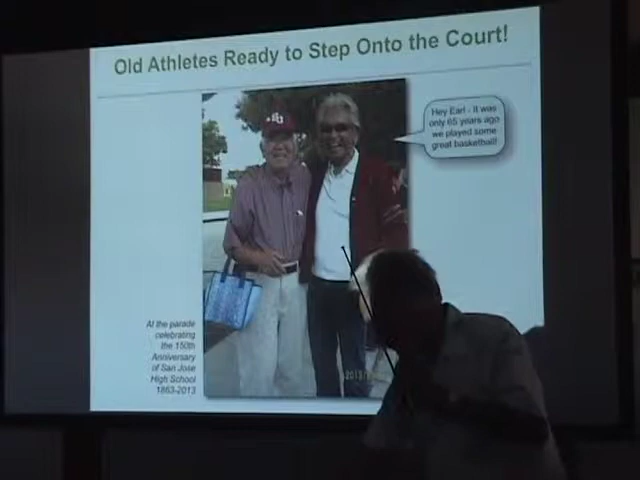 Old Athletes Ready to Step Onto the Court!
Hey Earl - It was
only 65 years ago
we played some
great basketball!
At the parade
celebrating
the 150th
Anniversary
of San Jose
High School
1863-2013